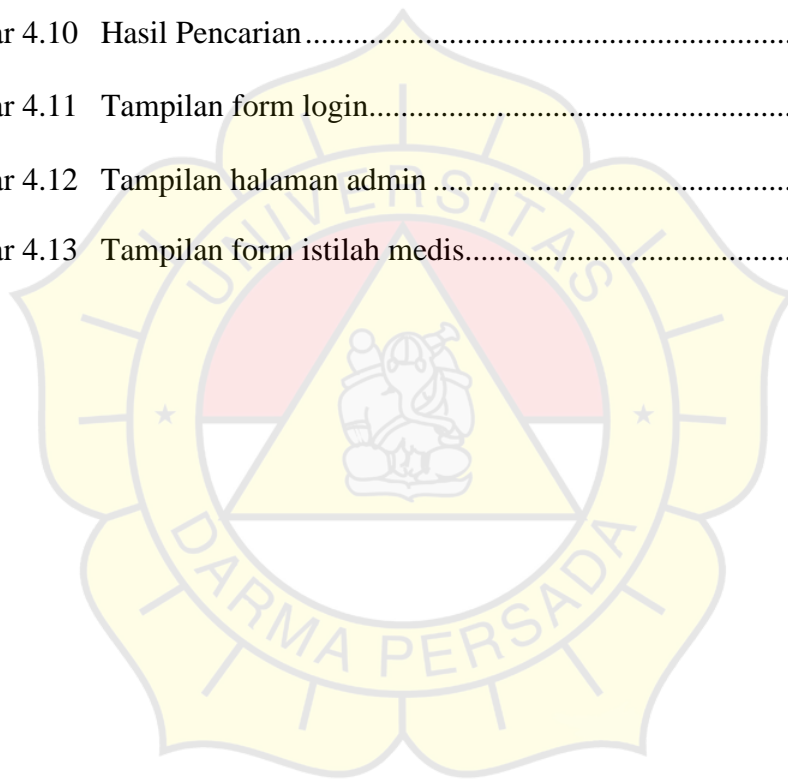 ar 4.10 Hasil Pencarian..............................................................
ar 4.11 Tampilan form login.....................................................
ar 4.12 Tampilan halaman admin.............................................
ar 4.13 Tampilan form istilah medis.........................................
UNIVERSITAS
DARMA PERSADA